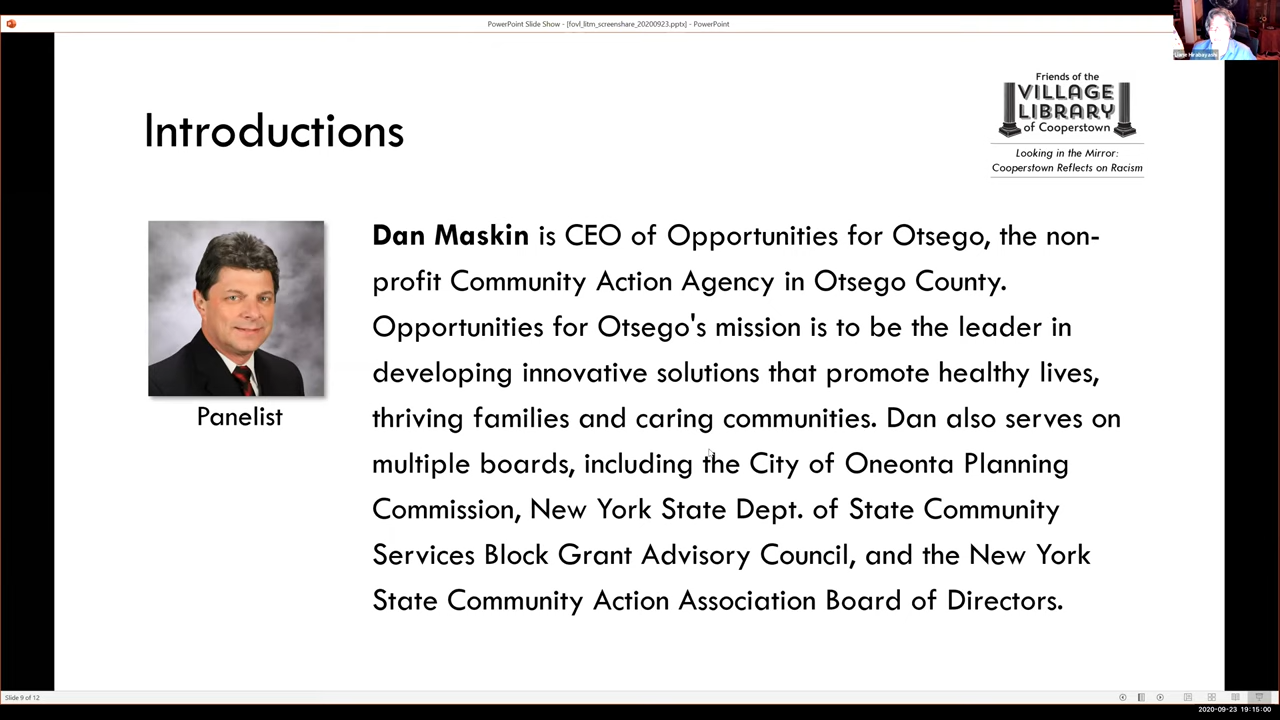 PowerPoint Slide Show - [fovl_litm_screenshare_20200923.pptx] - PowerPoint
Liane Hirabayashi
Friends of the
VILLAGE
LIBRARY
of Cooperstown
Looking in the Mirror:
Cooperstown Reflects on Racism
Introductions
Panelist
Dan Maskin is CEO of Opportunities for Otsego, the non-
profit Community Action Agency in Otsego County.
Opportunities for Otsego's mission is to be the leader in
developing innovative solutions that promote healthy lives,
thriving families and caring communities. Dan also serves on
multiple boards, including the City of Oneonta Planning
Commission, New York State Dept. of State Community
Services Block Grant Advisory Council, and the New York
State Community Action Association Board of Directors.
Slide 9 of 12
2020-09-23 19:15:00